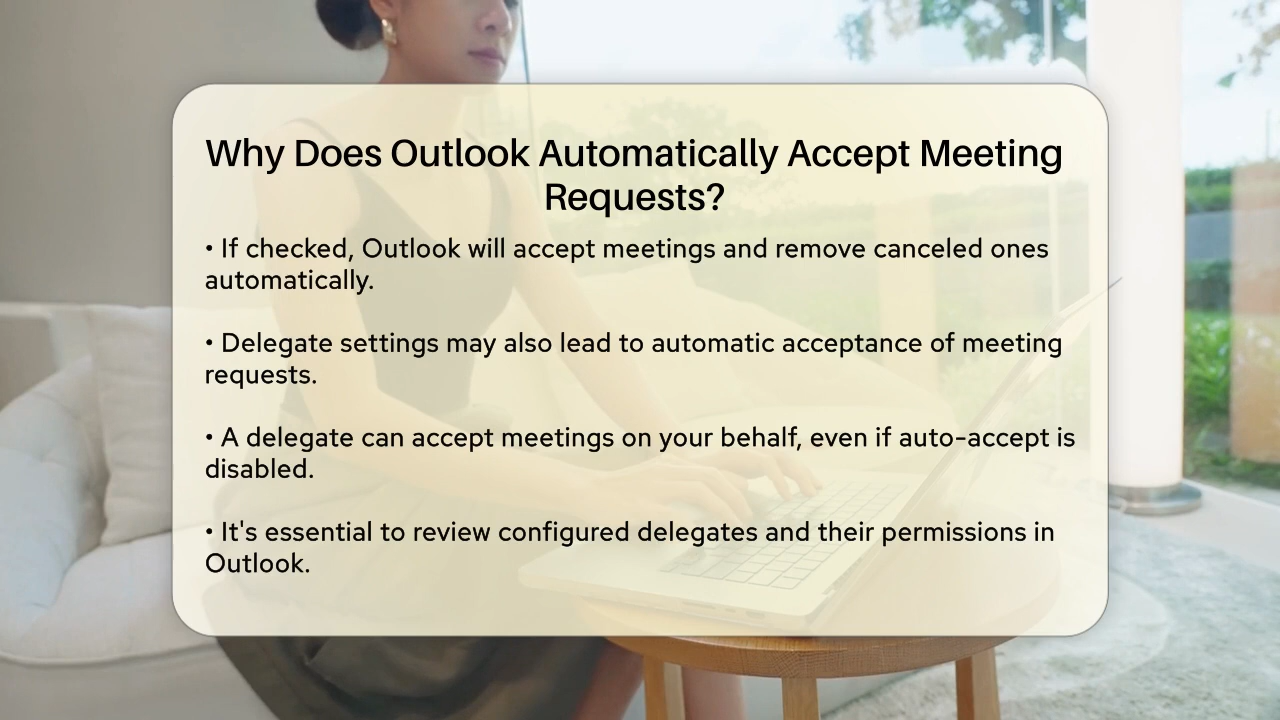 Why Does Outlook Automatically Accept Meeting
Requests?
• If checked, Outlook will accept meetings and remove canceled ones
automatically.
• Delegate settings may also lead to automatic acceptance of meeting
requests.
• A delegate can accept meetings on your behalf, even if auto-accept is
disabled.
• It's essential to review configured delegates and their permissions in
Outlook.